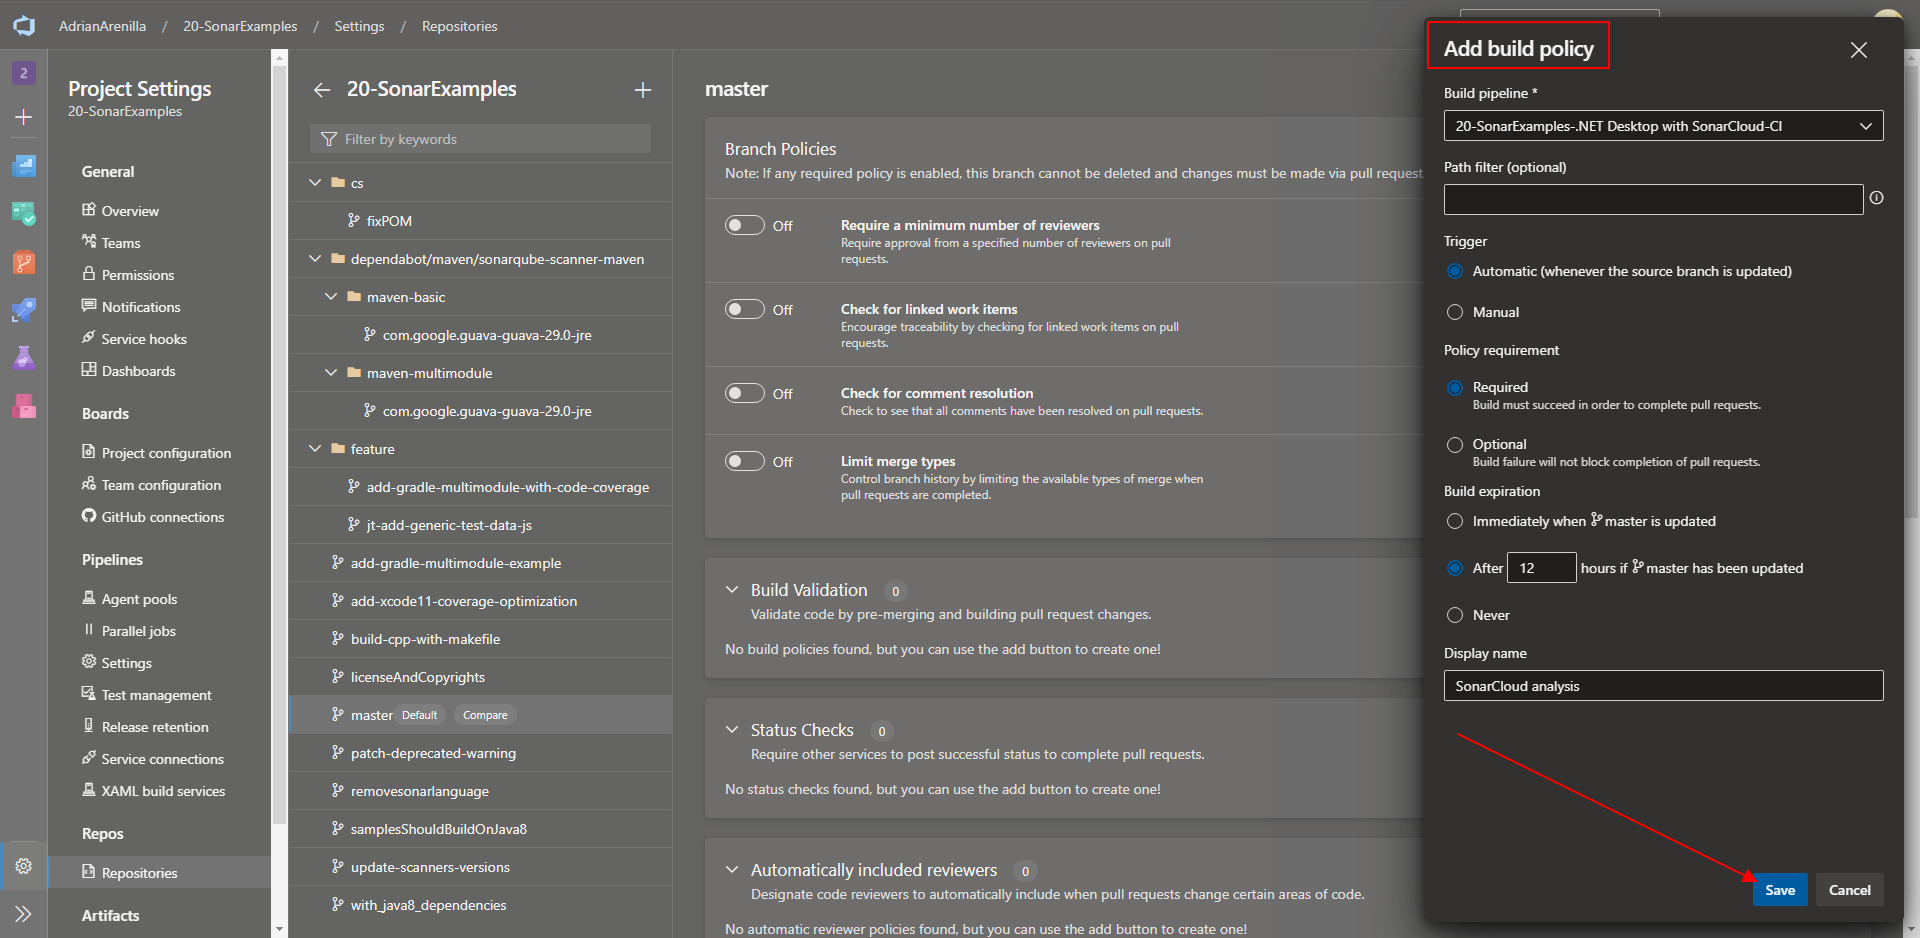 AdrianArenilla / 20-SonarExamples / Settings / Repositories
2
Project Settings
20-SonarExamples
General
Overview
Teams
Permissions
Notifications
Service hooks
Dashboards
Boards
Project configuration
Team configuration
GitHub connections
Pipelines
Agent pools
Parallel jobs
Settings
Test management
Release retention
Service connections
XAML build services
Repos
Repositories
Artifacts
20-SonarExamples
Filter by keywords
cs
fixPOM
dependabot/maven/sonarqube-scanner-maven
maven-basic
com.google.guava-guava-29.0-jre
maven-multimodule
com.google.guava-guava-29.0-jre
feature
add-gradle-multimodule-with-code-coverage
jt-add-generic-test-data-js
add-gradle-multimodule-example
add-xcode11-coverage-optimization
build-cpp-with-makefile
licenseAndCopyrights
master Default Compare
patch-deprecated-warning
removesonarlanguage
samplesShouldBuildOnJava8
update-scanners-versions
with_java8_dependencies
master
Branch Policies
Note: If any required policy is enabled, this branch cannot be deleted and changes must be made via pull request
Off
Require a minimum number of reviewers
Require approval from a specified number of reviewers on pull
requests.
Off
Check for linked work items
Encourage traceability by checking for linked work items on pull
requests.
Off
Check for comment resolution
Check to see that all comments have been resolved on pull requests.
Off
Limit merge types
Control branch history by limiting the available types of merge when
pull requests are completed.
Build Validation 0
Validate code by pre-merging and building pull request changes.
No build policies found, but you can use the add button to create one!
Status Checks 0
Require other services to post successful status to complete pull requests.
No status checks found, but you can use the add button to create one!
Automatically included reviewers 0
Designate code reviewers to automatically include when pull requests change certain areas of code.
No automatic reviewer policies found, but you can use the add button to create one!
Add build policy
Build pipeline *
20-SonarExamples-.NET Desktop with SonarCloud-CI
Path filter (optional)
Trigger
Automatic (whenever the source branch is updated)
Manual
Policy requirement
Required
Build must succeed in order to complete pull requests.
Optional
Build failure will not block completion of pull requests.
Build expiration
Immediately when master is updated
After 12 hours if master has been updated
Never
Display name
SonarCloud analysis
Save Cancel